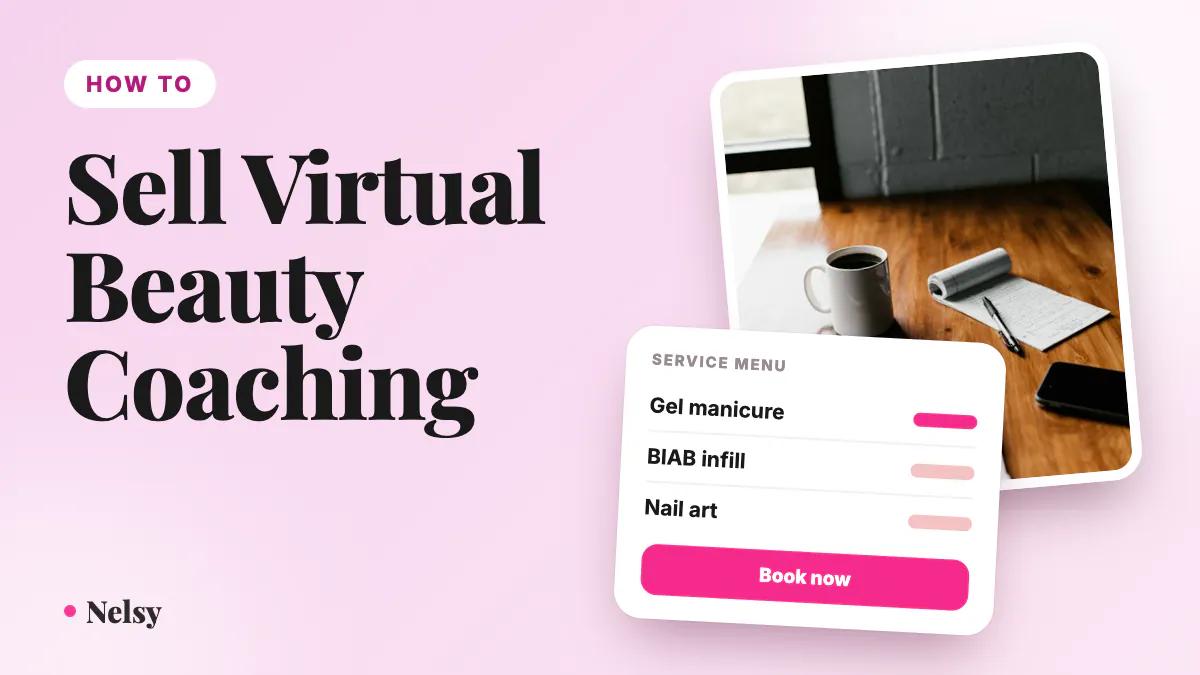 HOW TO
Sell Virtual
Beauty
Coaching
SERVICE MENU
Gel manicure
BIAB infill
Nail art
Book now
Nelsy